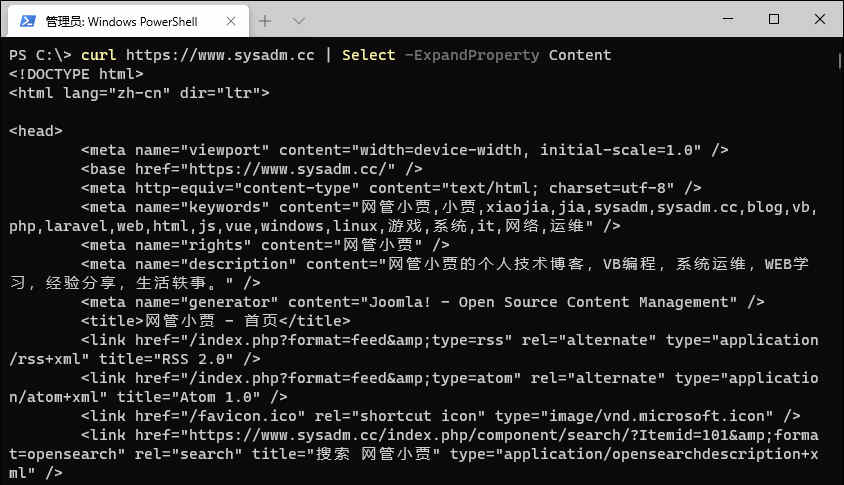 管理员: Windows PowerShell
PS C:\> curl https://www.sysadm.cc | Select -ExpandProperty Content
<!DOCTYPE html>
<html lang="zh-cn" dir="ltr">
<head>
<meta name="viewport" content="width=device-width, initial-scale=1.0" />
<base href="https://www.sysadm.cc/" />
<meta http-equiv="content-type" content="text/html; charset=utf-8" />
<meta name="keywords" content="网管小贾,小贾,xiaojia,jia,sysadm,sysadm.cc,blog,vb,
php,laravel,web,html,js,vue,windows,linux,游戏,系统,it,网络,运维" />
<meta name="rights" content="网管小贾" />
<meta name="description" content="网管小贾的个人技术博客，VB编程，系统运维，WEB学
习，经验分享，生活轶事。" />
<meta name="generator" content="Joomla! - Open Source Content Management" />
<title>网管小贾 - 首页</title>
<link href="/index.php?format=feed&amp;type=rss" rel="alternate" type="application
/rss+xml" title="RSS 2.0" />
<link href="/index.php?format=feed&amp;type=atom" rel="alternate" type="applicatio
n/atom+xml" title="Atom 1.0" />
<link href="/favicon.ico" rel="shortcut icon" type="image/vnd.microsoft.icon" />
<link href="https://www.sysadm.cc/index.php/component/search/?Itemid=101&amp;forma
t=opensearch" rel="search" title="搜索 网管小贾" type="application/opensearchdescription+x
ml" />